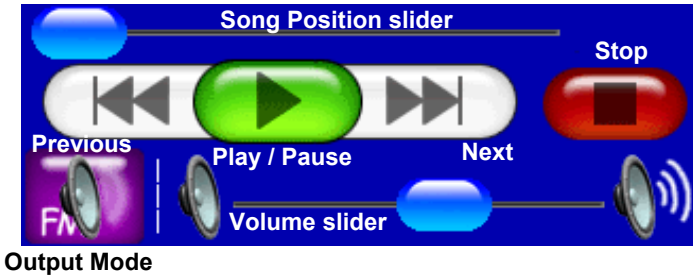 Song Position slider
Stop
Previous
Play / Pause
Next
FM
Volume slider
Output Mode